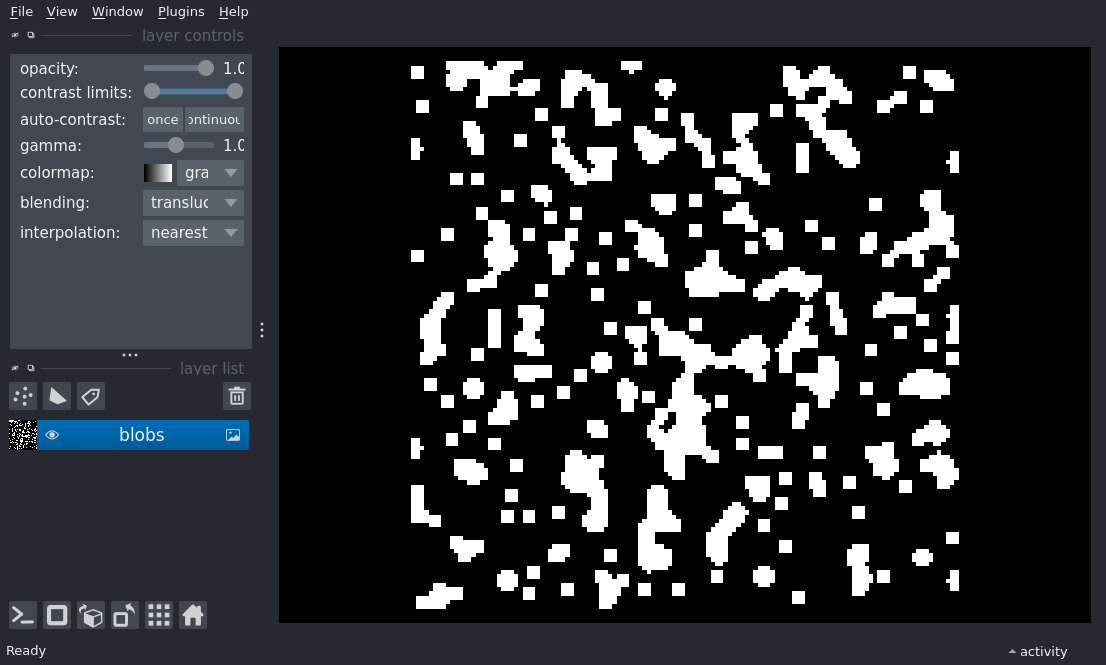 File View Window Plugins Help
layer controls
opacity: 1.0
contrast limits:
auto-contrast: once ontinuou
gamma: 1.0
colormap: gra
blending: transluc
interpolation: nearest
layer list
blobs
Ready
activity